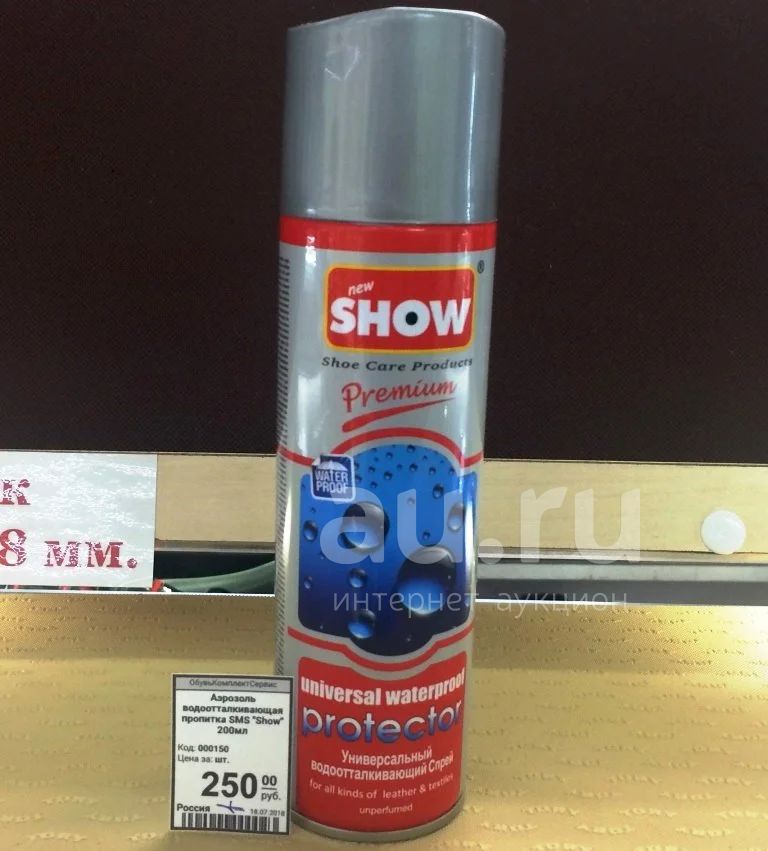 new
SHOW
®
Shoe Care Products
Premium
WATER
PROOF
au.ru
интернет аукцион
к
8 мм.
universal waterproof
protector
Универсальный
водоотталкивающий Спрей
for all kinds of leather & textiles
unperfumed
ОбувьКомплектСервис
Аэрозоль
водоотталкивающая
пропитка SMS "Show"
200мл
Код: 000150
Цена за: шт.
250 00
руб.
Россия 18.07.2018